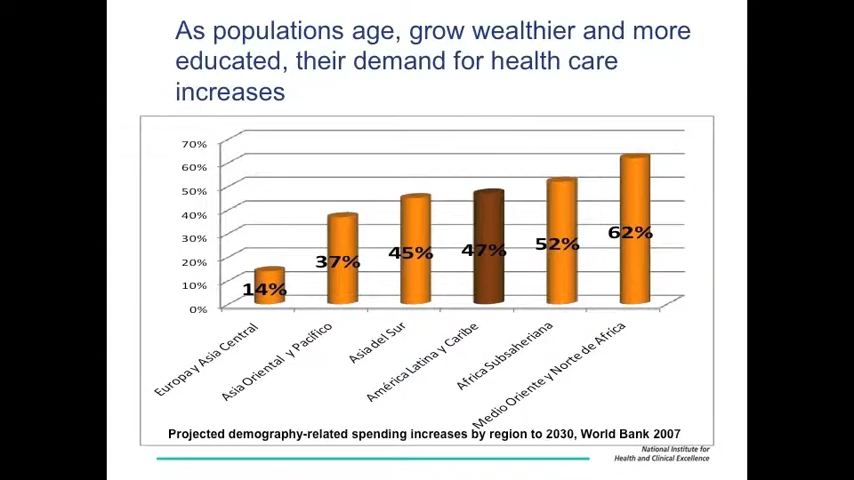 As populations age, grow wealthier and more
educated, their demand for health care
increases
70%
60%
50%
40%
30%
20%
10%
0%
14%
37%
45%
47%
52%
62%
Europa y Asia Central
Asia Oriental y Pacífico
Asia del Sur
América Latina y Caribe
Africa Subsaheriana
Medio Oriente y Norte de Africa
Projected demography-related spending increases by region to 2030, World Bank 2007
National Institute for
Health and Clinical Excellence